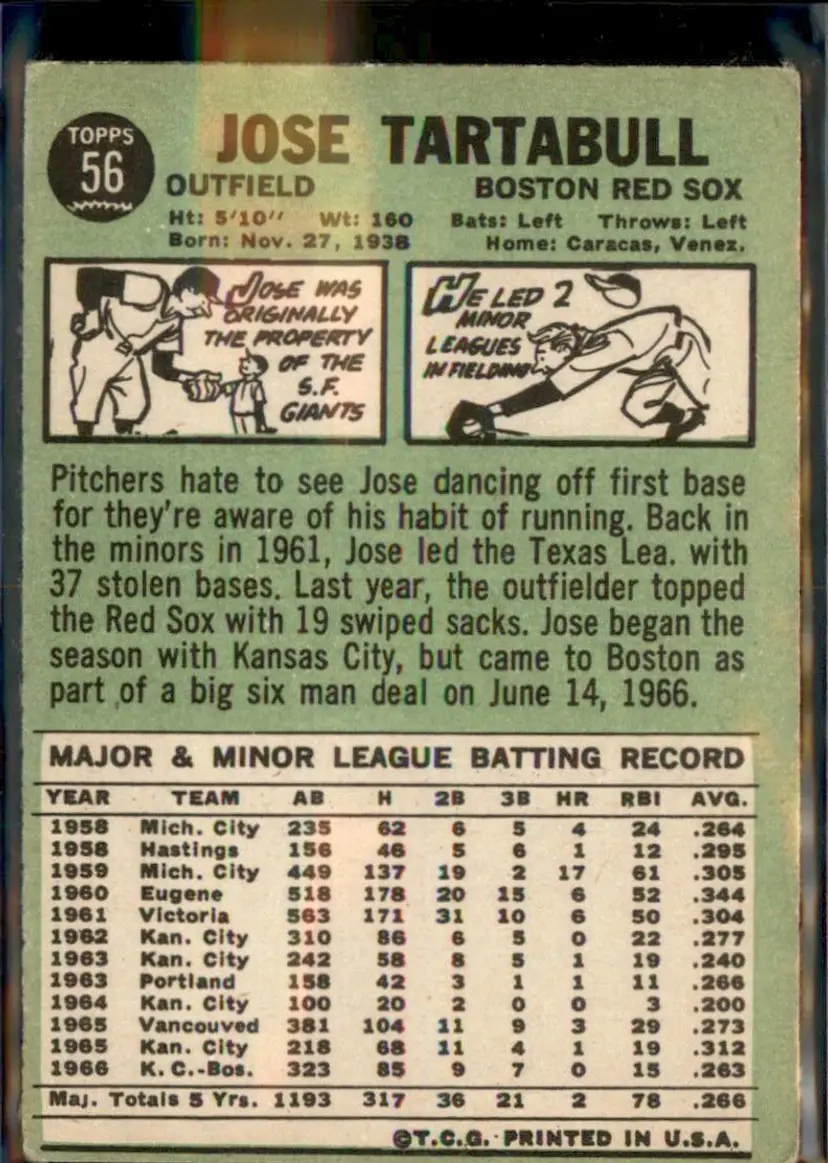 TOPPS
56
JOSE TARTABULL
OUTFIELD BOSTON RED SOX
Ht: 5'10" Wt: 160 Bats: Left Throws: Left
Born: Nov. 27, 1938 Home: Caracas, Venez.
JOSE WAS
ORIGINALLY
THE PROPERTY
OF THE
S.F.
GIANTS
HE LED 2
MINOR
LEAGUES
IN FIELDING
Pitchers hate to see Jose dancing off first base
for they're aware of his habit of running. Back in
the minors in 1961, Jose led the Texas Lea. with
37 stolen bases. Last year, the outfielder topped
the Red Sox with 19 swiped sacks. Jose began the
season with Kansas City, but came to Boston as
part of a big six man deal on June 14, 1966.
MAJOR & MINOR LEAGUE BATTING RECORD
YEAR TEAM AB H 2B 3B HR RBI AVG.
1958 Mich. City 235 62 6 5 4 24 .264
1958 Hastings 156 46 5 6 1 12 .295
1959 Mich. City 449 137 19 2 17 61 .305
1960 Eugene 518 178 20 15 6 52 .344
1961 Victoria 563 171 31 10 6 50 .304
1962 Kan. City 310 86 6 5 0 22 .277
1963 Kan. City 242 58 8 5 1 19 .240
1963 Portland 158 42 3 1 1 11 .266
1964 Kan. City 100 20 2 0 0 3 .200
1965 Vancouved 381 104 11 9 3 29 .273
1965 Kan. City 218 68 11 4 1 19 .312
1966 K.C.-Bos. 323 85 9 7 0 15 .263
Maj. Totals 5 Yrs. 1193 317 36 21 2 78 .266
©T.C.G. PRINTED IN U.S.A.